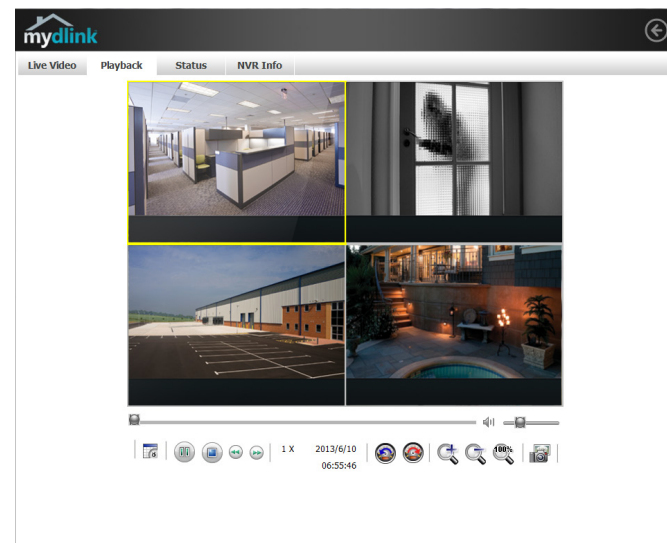 mydlink
Live Video Playback Status NVR Info
1 X 2013/6/10
06:55:46
100%